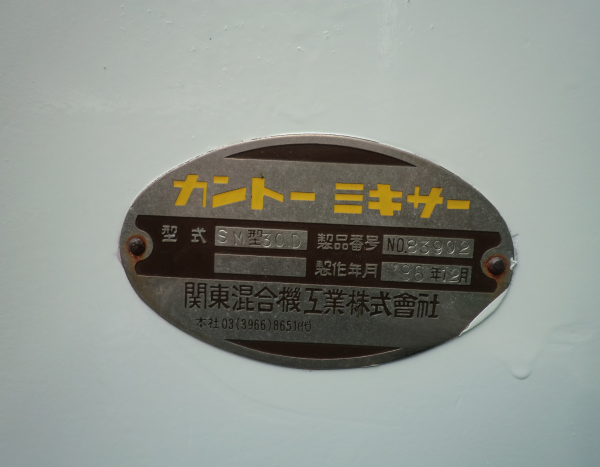 カントーミキサー
型式 SM型30D 製品番号 NO.83902
製作年月 '96年12月
関東混合機工業株式會社
本社03(3966)8651㈹